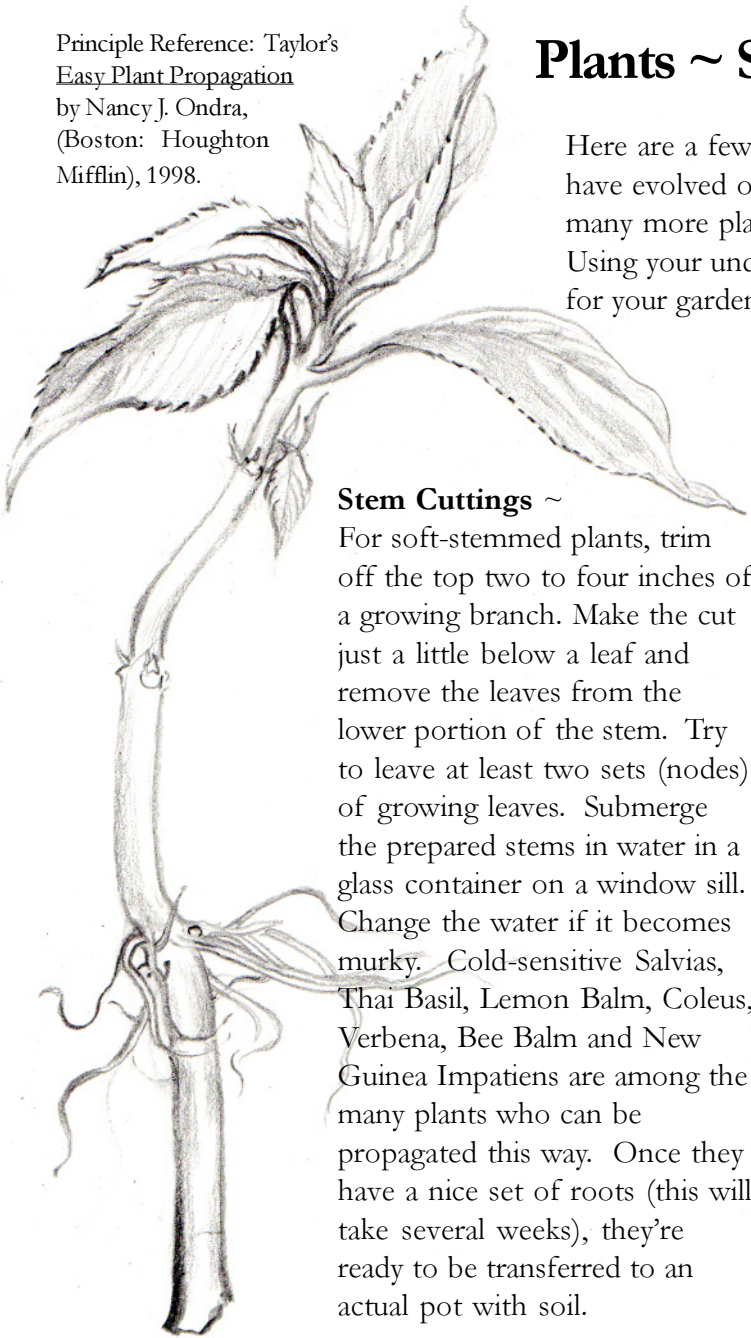 Principle Reference: Taylor's
Easy Plant Propagation
by Nancy J. Ondra,
(Boston: Houghton
Mifflin), 1998.
Plants ~
Here are a few
have evolved
many more
Using your
for your
Stem Cuttings ~
For soft-stemmed plants, trim
off the top two to four inches of
a growing branch. Make the cut
just a little below a leaf and
remove the leaves from the
lower portion of the stem. Try
to leave at least two sets (nodes)
of growing leaves. Submerge
the prepared stems in water in a
glass container on a window sill.
Change the water if it becomes
murky. Cold-sensitive Salvias,
Thai Basil, Lemon Balm, Coleus,
Verbena, Bee Balm and New
Guinea Impatiens are among the
many plants who can be
propagated this way. Once they
have a nice set of roots (this will
take several weeks), they're
ready to be transferred to an
actual pot with soil.